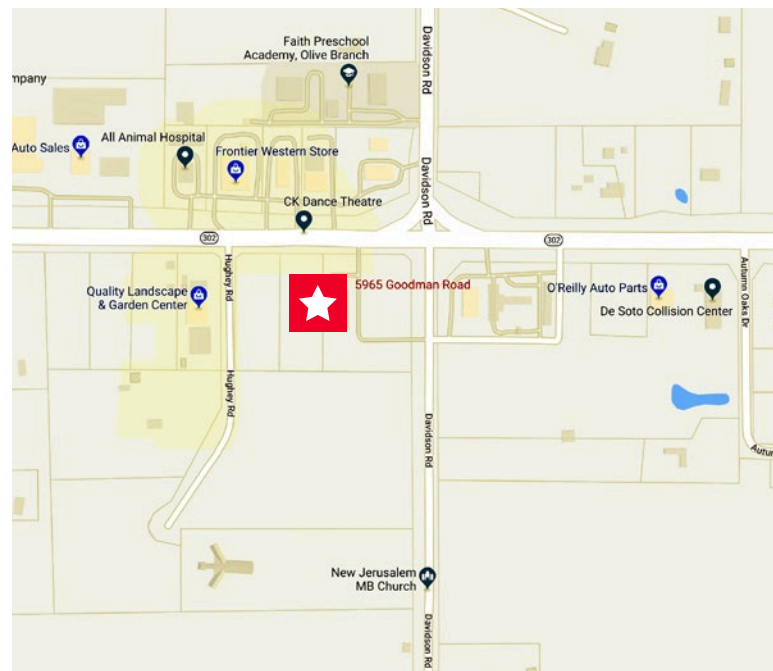 Faith Preschool
Academy, Olive Branch
Davidson Rd
mpany
All Animal Hospital
Auto Sales
Frontier Western Store
Davidson Rd
CK Dance Theatre
302
302
Hughey Rd
Quality Landscape
& Garden Center
5965 Goodman Road
O'Reilly Auto Parts
De Soto Collision Center
Autumn Oaks Dr
Hughey Rd
Davidson Rd
Autum
New Jerusalem
MB Church
Davidson Rd